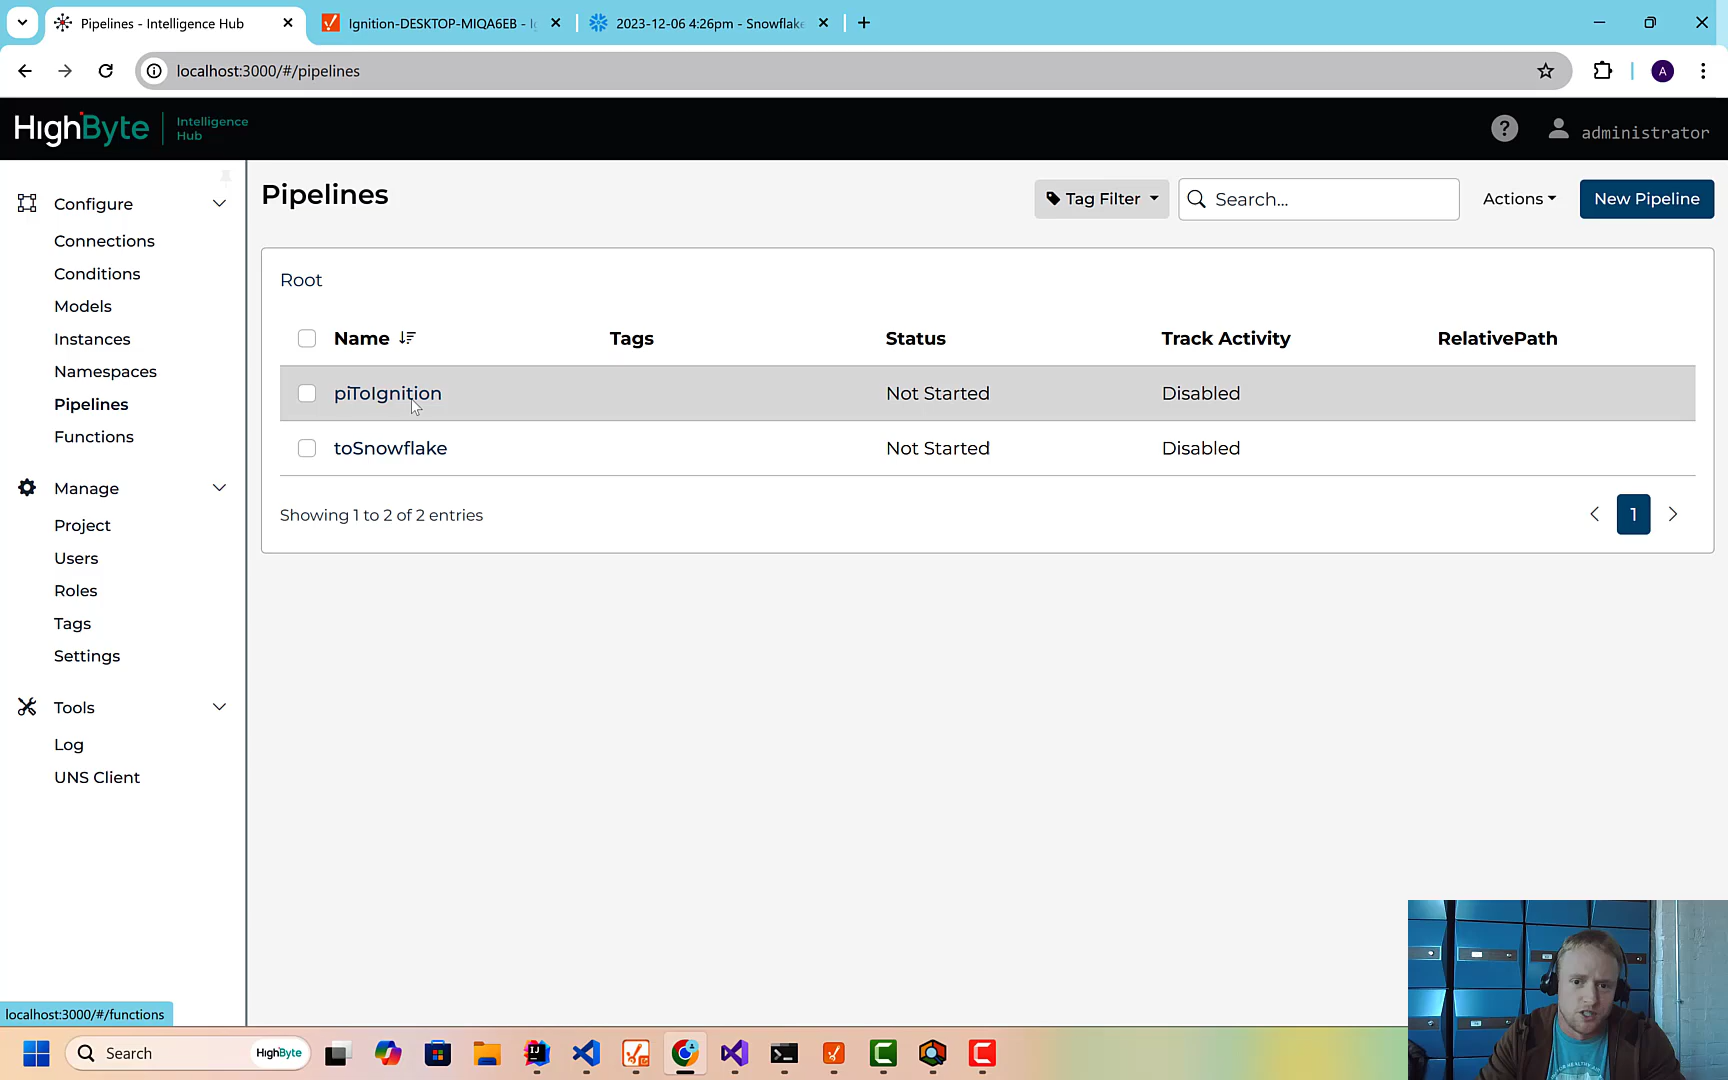 Pipelines - Intelligence Hub
Ignition-DESKTOP-MIQA6EB -
2023-12-06 4:26pm - Snowflake
localhost:3000/#/pipelines
A
HighByte
Intelligence
Hub
?
administrator
Configure
Connections
Conditions
Models
Instances
Namespaces
Pipelines
Functions
Manage
Project
Users
Roles
Tags
Settings
Tools
Log
UNS Client
Pipelines
Tag Filter
Search...
Actions
New Pipeline
Root
Name
Tags
Status
Track Activity
RelativePath
piToIgnition
Not Started
Disabled
toSnowflake
Not Started
Disabled
Showing 1 to 2 of 2 entries
1
localhost:3000/#/functions
Search
HighByte